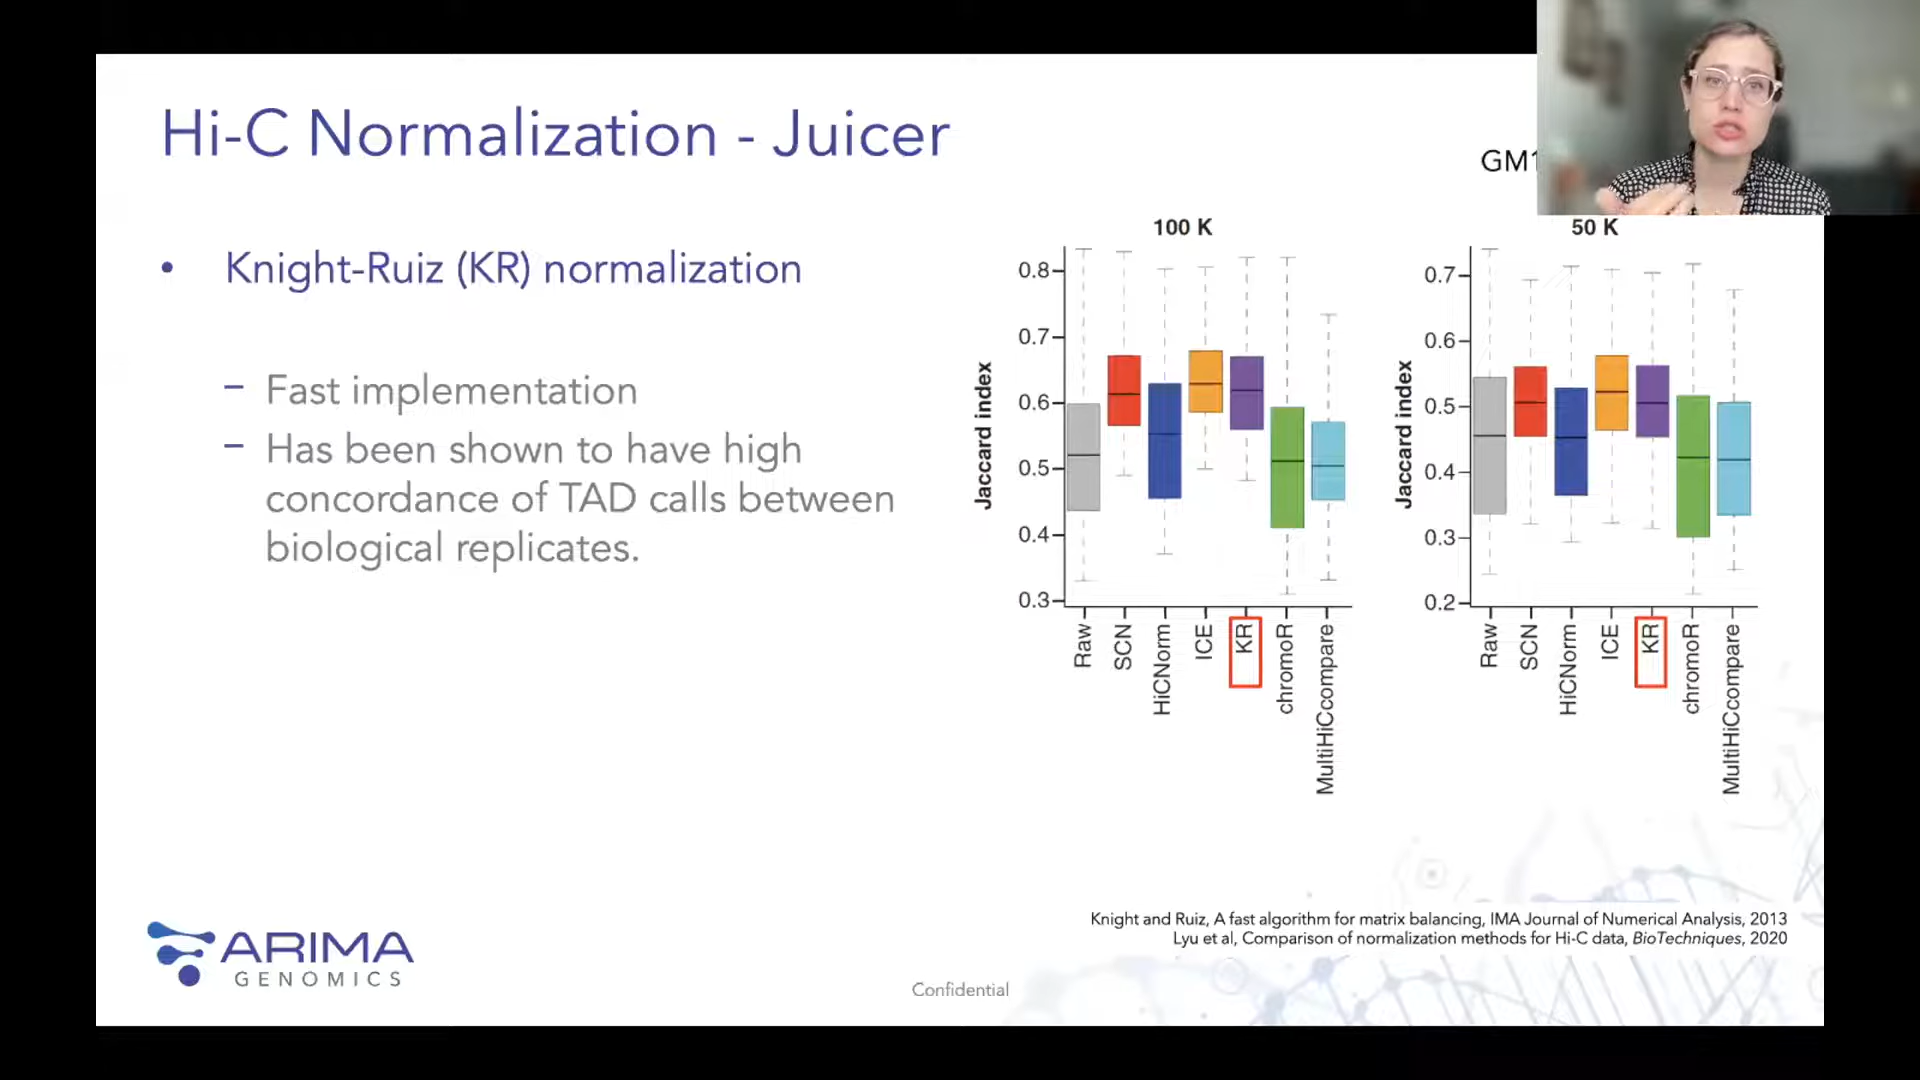 Hi-C Normalization - Juicer
• Knight-Ruiz (KR) normalization
– Fast implementation
– Has been shown to have high
concordance of TAD calls between
biological replicates.
100 K
Jaccard index
0.8
0.7
0.6
0.5
0.4
0.3
Raw
SCN
HiCNorm
ICE
KR
chromoR
MultiHiCcompare
50 K
Jaccard index
0.7
0.6
0.5
0.4
0.3
0.2
Raw
SCN
HiCNorm
ICE
KR
chromoR
MultiHiCcompare
Knight and Ruiz, A fast algorithm for matrix balancing, IMA Journal of Numerical Analysis, 2013
Lyu et al, Comparison of normalization methods for Hi-C data, BioTechniques, 2020
ARIMA
GENOMICS
Confidential